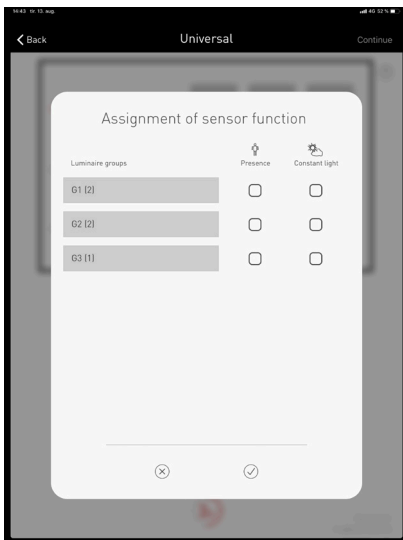 14:43 tir. 13. aug.
4G 52 %
Back
Universal
Continue
Assignment of sensor function
Luminaire groups
Presence
Constant light
G1 (2)
G2 (2)
G3 (1)